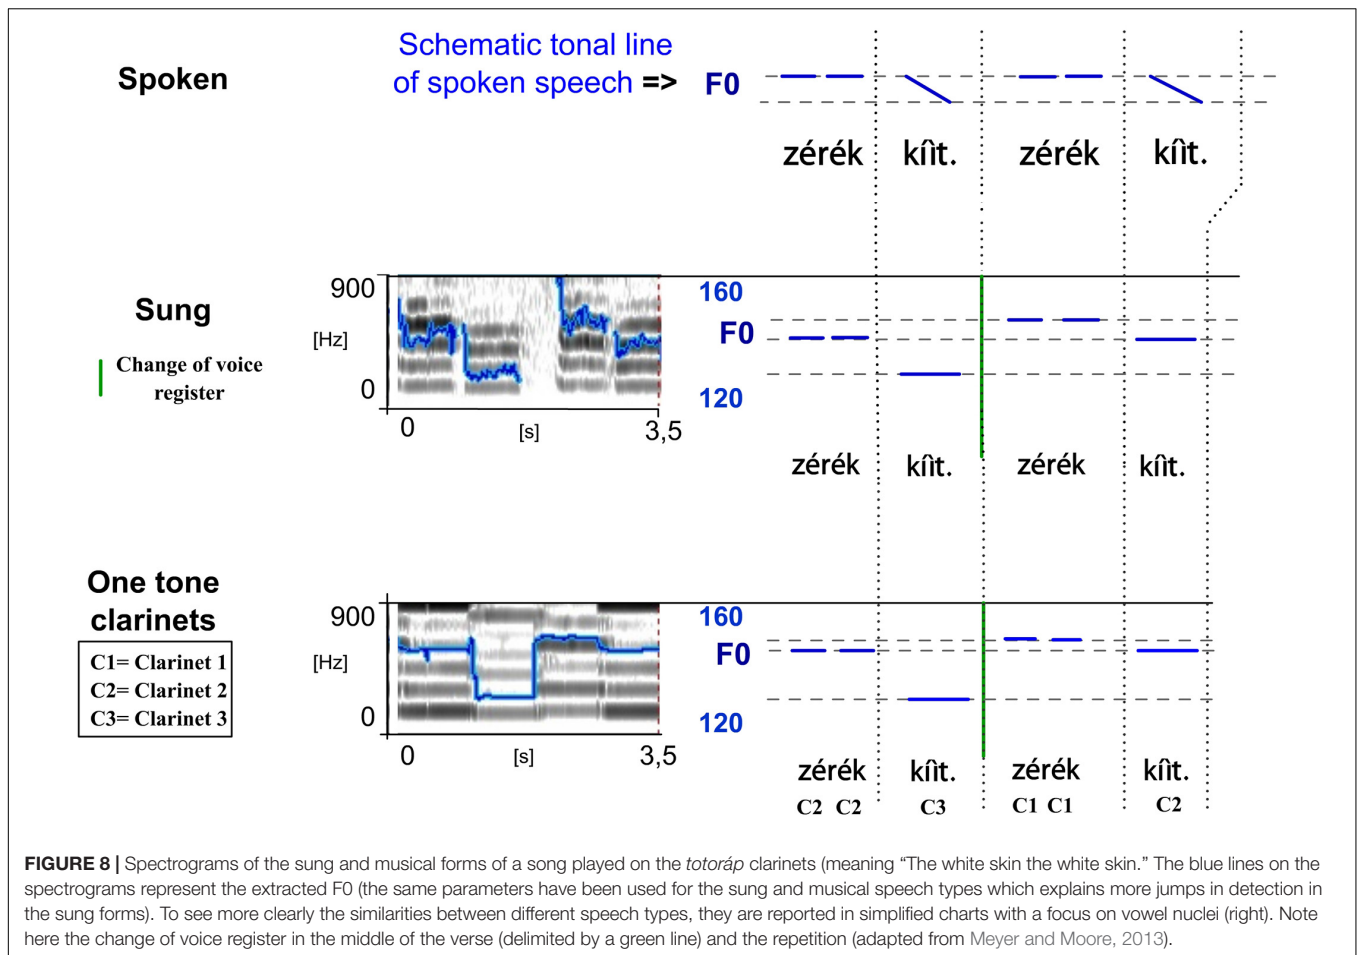 Spoken
Schematic tonal line
of spoken speech =>
F0
zérék kíìt. zérék kíìt.
Sung
Change of voice
register
900
[Hz]
0
0 [s] 3,5
160
F0
120
zérék kíìt. zérék kíìt.
One tone
clarinets
C1= Clarinet 1
C2= Clarinet 2
C3= Clarinet 3
900
[Hz]
0
0 [s] 3,5
160
F0
120
zérék kíìt. zérék kíìt.
C2 C2 C3 C1 C1 C2
FIGURE 8 | Spectrograms of the sung and musical forms of a song played on the totoráp clarinets (meaning “The white skin the white skin.” The blue lines on the
spectrograms represent the extracted F0 (the same parameters have been used for the sung and musical speech types which explains more jumps in detection in
the sung forms). To see more clearly the similarities between different speech types, they are reported in simplified charts with a focus on vowel nuclei (right). Note
here the change of voice register in the middle of the verse (delimited by a green line) and the repetition (adapted from Meyer and Moore, 2013).